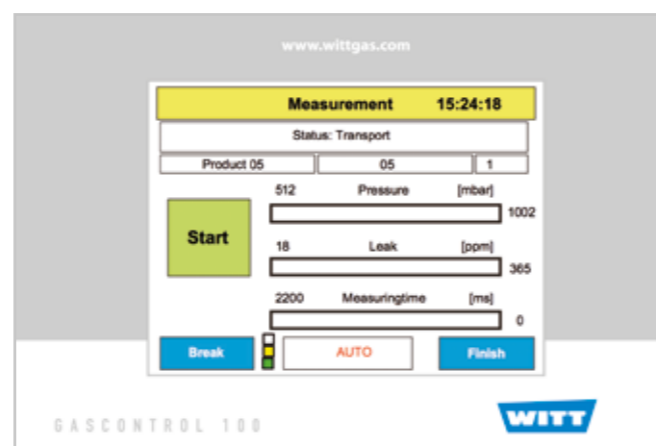 www.wittgas.com
Measurement 15:24:18
Status: Transport
Product 05 05 1
512 Pressure [mbar]
1002
Start
18 Leak [ppm]
365
2200 Measuringtime [ms]
0
Break AUTO Finish
GASCONTROL 100
WITT